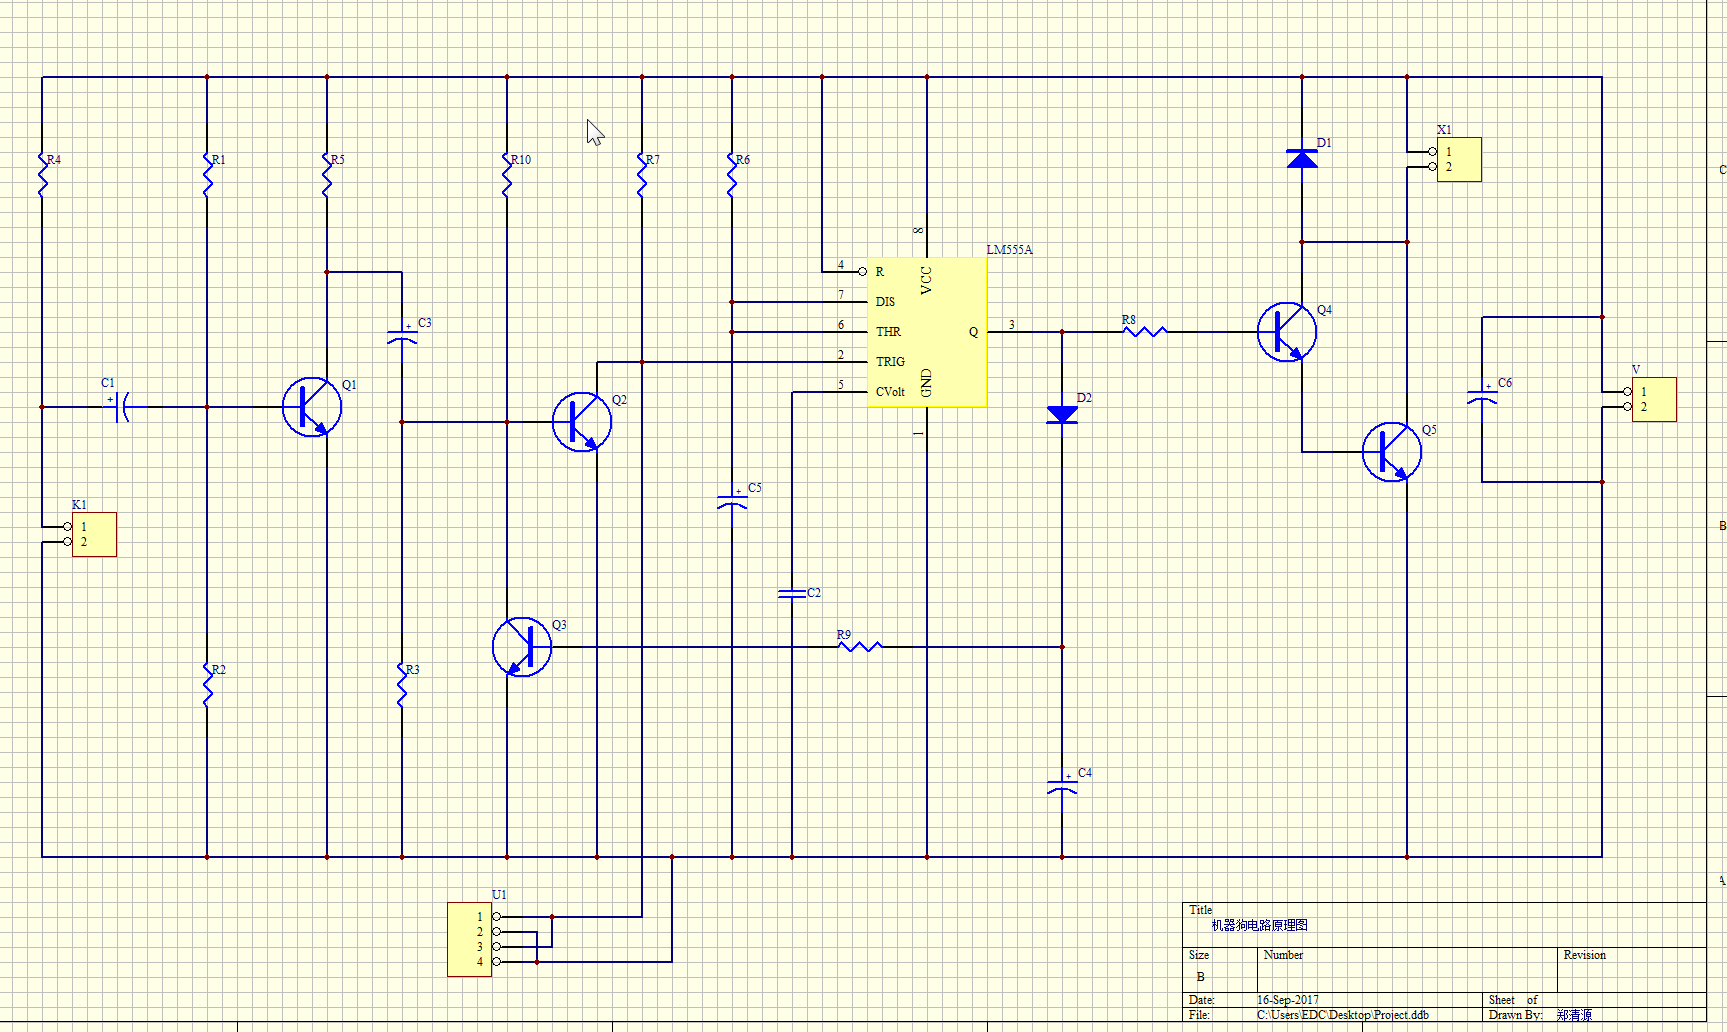 X1
D1
1
2
C
R4
R1
R5
R10
R7
R6
8
LM555A
4
R
VCC
7
DIS
6
THR
Q
3
2
TRIG
5
CVolt
GND
1
R8
Q4
C3
C1
+
Q1
Q2
D2
C6
+
V
1
2
Q5
K1
1
2
C5
+
B
C2
Q3
R9
R2
R3
C4
+
A
U1
1
2
3
4
Title
机器狗电路原理图
Size
Number
Revision
B
Date:
16-Sep-2017
Sheet of
File:
C:\Users\EDC\Desktop\Project.ddb
Drawn By:
郑清源